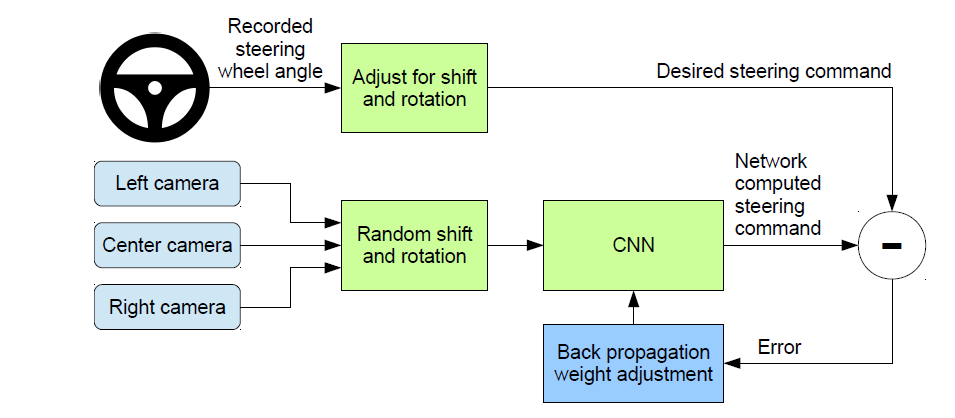 Recorded
steering
wheel angle
Adjust for shift
and rotation
Desired steering command
Left camera
Center camera
Right camera
Random shift
and rotation
CNN
Network
computed
steering
command
-
Back propagation
weight adjustment
Error